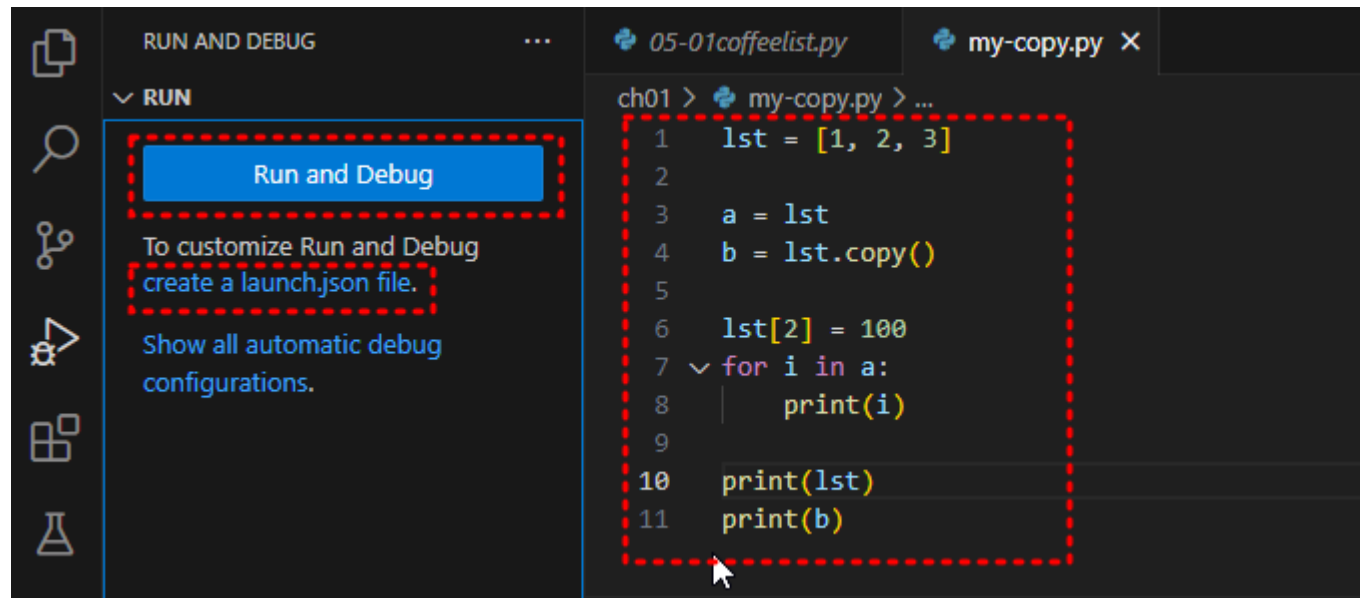 RUN AND DEBUG ...
RUN
Run and Debug
To customize Run and Debug
create a launch.json file.
Show all automatic debug
configurations.
05-01coffeelist.py my-copy.py
ch01 > my-copy.py > ...
1 lst = [1, 2, 3]
2
3 a = lst
4 b = lst.copy()
5
6 lst[2] = 100
7 for i in a:
8     print(i)
9
10 print(lst)
11 print(b)